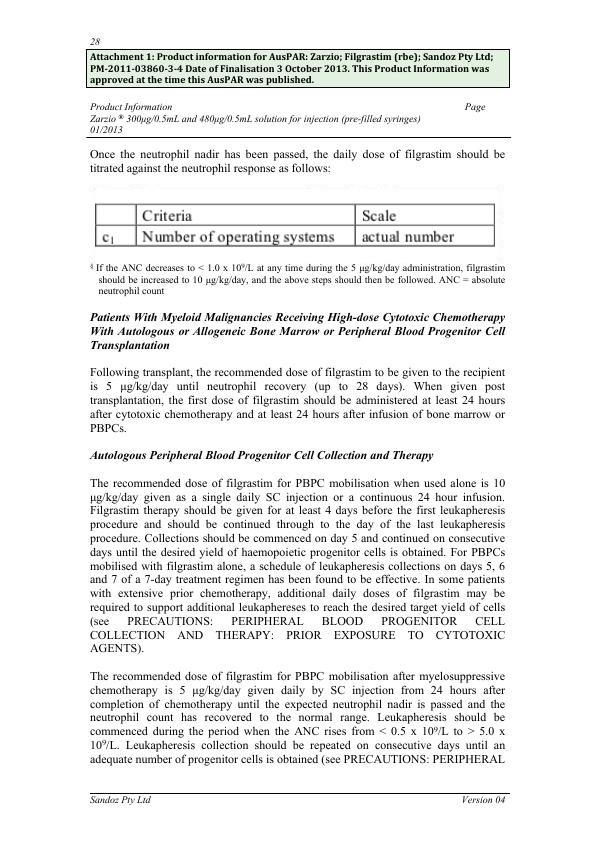 28
Attachment 1: Product information for AusPAR: Zarzio; Filgrastim (rbe); Sandoz Pty Ltd;
PM-2011-03860-3-4 Date of Finalisation 3 October 2013. This Product Information was
approved at the time this AusPAR was published.
Product Information Page
Zarzio ® 300μg/0.5mL and 480μg/0.5mL solution for injection (pre-filled syringes)
01/2013
Once the neutrophil nadir has been passed, the daily dose of filgrastim should be
titrated against the neutrophil response as follows:
Criteria Scale
c₁ Number of operating systems actual number
§ If the ANC decreases to < 1.0 x 10⁹/L at any time during the 5 μg/kg/day administration, filgrastim
should be increased to 10 μg/kg/day, and the above steps should then be followed. ANC = absolute
neutrophil count
Patients With Myeloid Malignancies Receiving High-dose Cytotoxic Chemotherapy
With Autologous or Allogeneic Bone Marrow or Peripheral Blood Progenitor Cell
Transplantation
Following transplant, the recommended dose of filgrastim to be given to the recipient
is 5 μg/kg/day until neutrophil recovery (up to 28 days). When given post
transplantation, the first dose of filgrastim should be administered at least 24 hours
after cytotoxic chemotherapy and at least 24 hours after infusion of bone marrow or
PBPCs.
Autologous Peripheral Blood Progenitor Cell Collection and Therapy
The recommended dose of filgrastim for PBPC mobilisation when used alone is 10
μg/kg/day given as a single daily SC injection or a continuous 24 hour infusion.
Filgrastim therapy should be given for at least 4 days before the first leukapheresis
procedure and should be continued through to the day of the last leukapheresis
procedure. Collections should be commenced on day 5 and continued on consecutive
days until the desired yield of haemopoietic progenitor cells is obtained. For PBPCs
mobilised with filgrastim alone, a schedule of leukapheresis collections on days 5, 6
and 7 of a 7-day treatment regimen has been found to be effective. In some patients
with extensive prior chemotherapy, additional daily doses of filgrastim may be
required to support additional leukaphereses to reach the desired target yield of cells
(see PRECAUTIONS: PERIPHERAL BLOOD PROGENITOR CELL
COLLECTION AND THERAPY: PRIOR EXPOSURE TO CYTOTOXIC
AGENTS).
The recommended dose of filgrastim for PBPC mobilisation after myelosuppressive
chemotherapy is 5 μg/kg/day given daily by SC injection from 24 hours after
completion of chemotherapy until the expected neutrophil nadir is passed and the
neutrophil count has recovered to the normal range. Leukapheresis should be
commenced during the period when the ANC rises from < 0.5 x 10⁹/L to > 5.0 x
10⁹/L. Leukapheresis collection should be repeated on consecutive days until an
adequate number of progenitor cells is obtained (see PRECAUTIONS: PERIPHERAL
Sandoz Pty Ltd Version 04